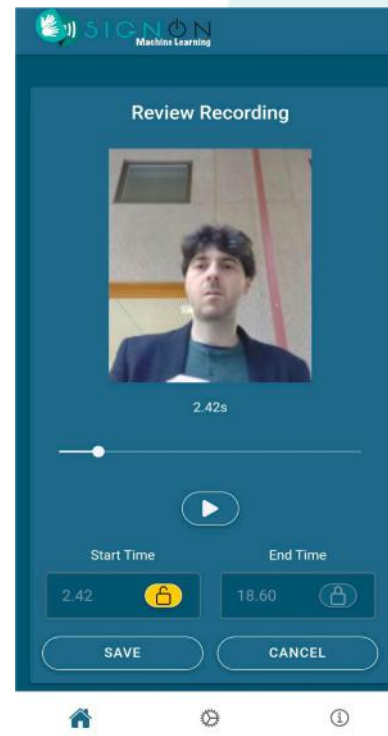 SIGNON
Machine Learning
Review Recording
2.42s
Start Time
End Time
2.42
18.60
SAVE
CANCEL